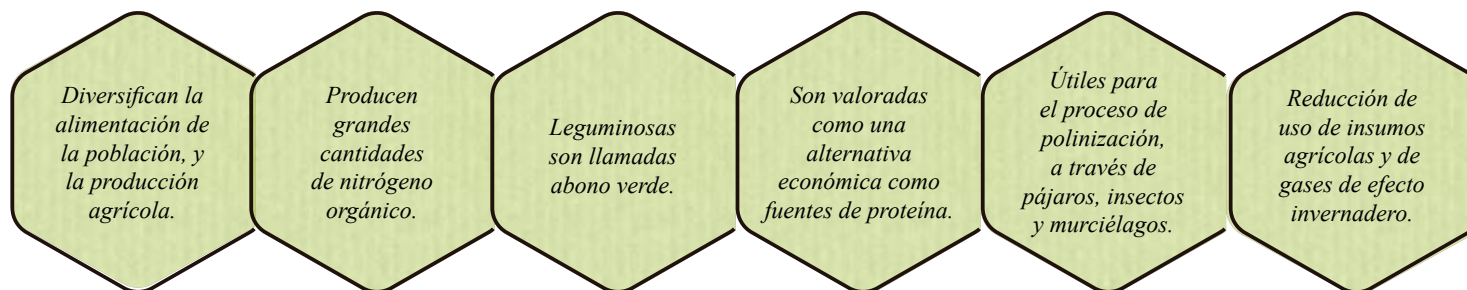 Diversifican la
alimentación de
la población, y
la producción
agrícola.
Producen
grandes
cantidades
de nitrógeno
orgánico.
Leguminosas
son llamadas
abono verde.
Son valoradas
como una
alternativa
económica como
fuentes de proteína.
Útiles para
el proceso de
polinización,
a través de
pájaros, insectos
y murciélagos.
Reducción de
uso de insumos
agrícolas y de
gases de efecto
invernadero.